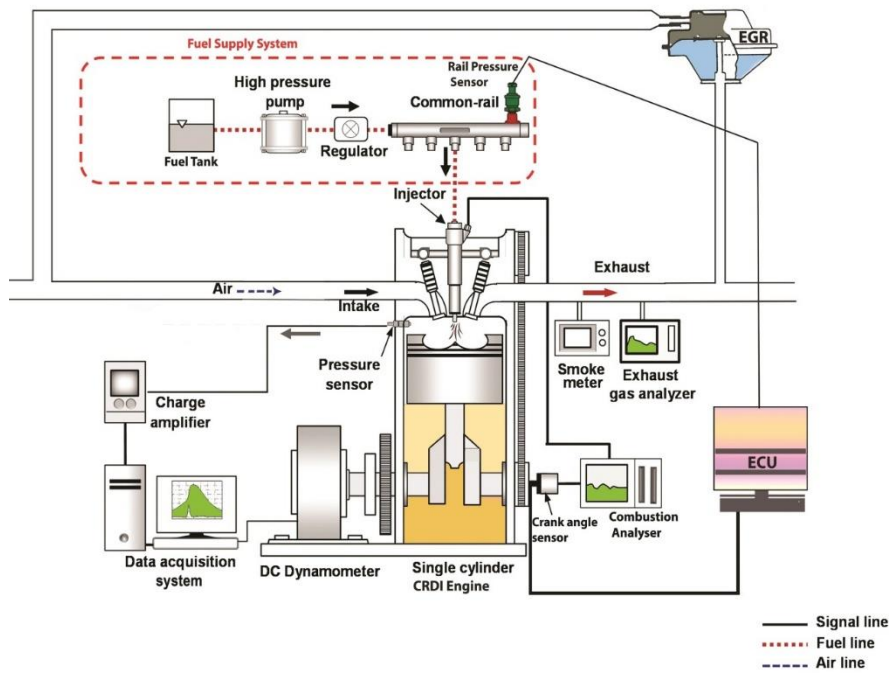 EGR
Fuel Supply System
Rail Pressure
Sensor
High pressure
pump
Common-rail
Fuel Tank
Regulator
Injector
Air
Intake
Exhaust
Pressure
sensor
Smoke
meter
Exhaust
gas analyzer
Charge
amplifier
ECU
Crank angle
sensor
Combustion
Analyser
Data acquisition
system
DC Dynamometer
Single cylinder
CRDI Engine
Signal line
Fuel line
Air line